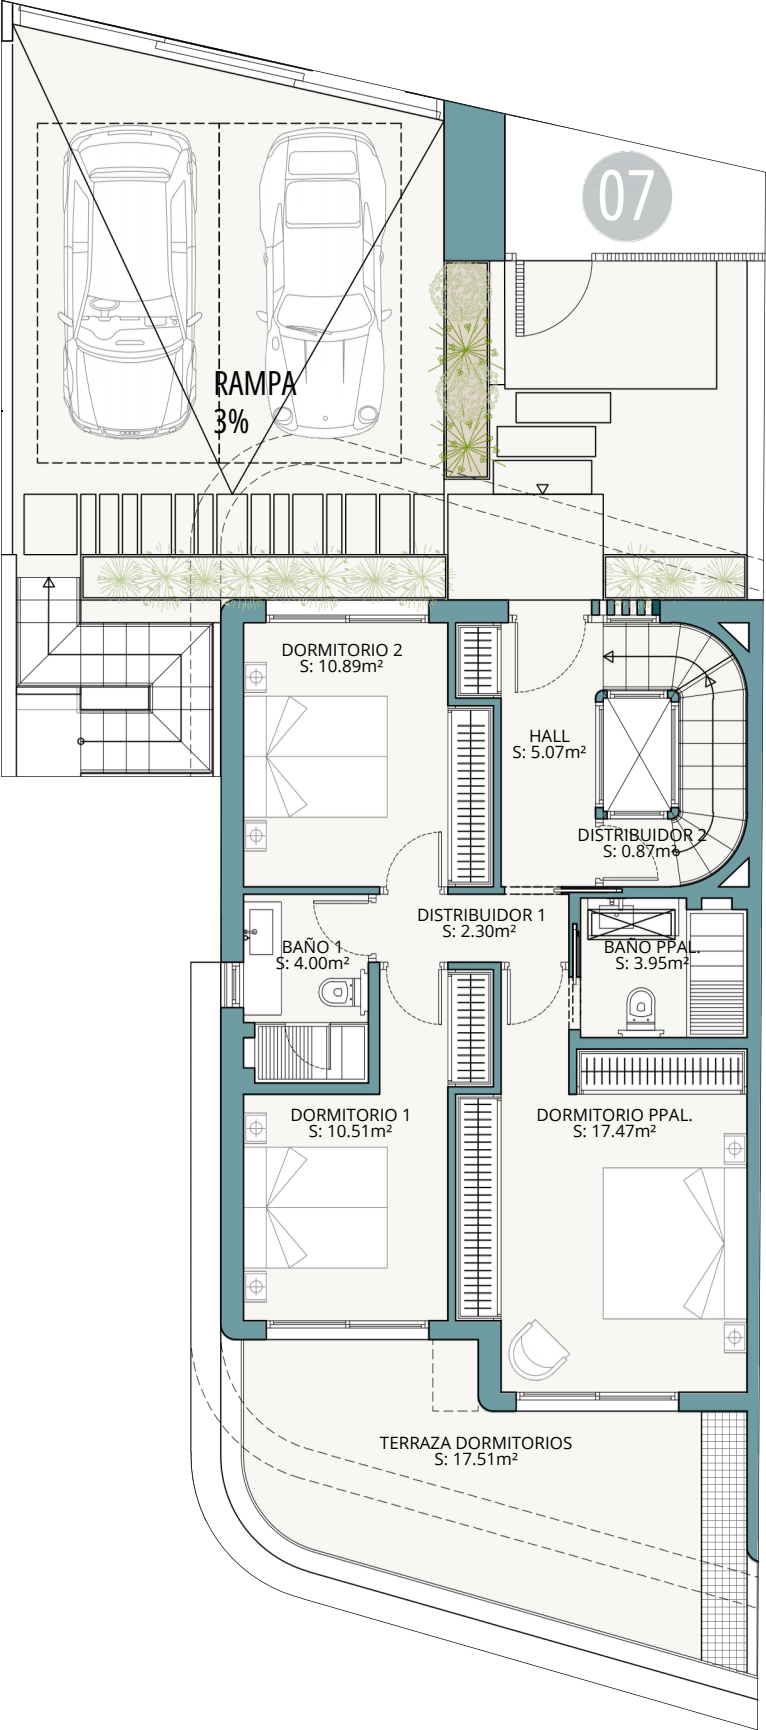 07
RAMPA
3%
DORMITORIO 2
S: 10.89m²
HALL
S: 5.07m²
DISTRIBUIDOR 2
S: 0.87m²
DISTRIBUIDOR 1
S: 2.30m²
BAÑO 1
S: 4.00m²
BAÑO PPAL.
S: 3.95m²
DORMITORIO 1
S: 10.51m²
DORMITORIO PPAL.
S: 17.47m²
TERRAZA DORMITORIOS
S: 17.51m²